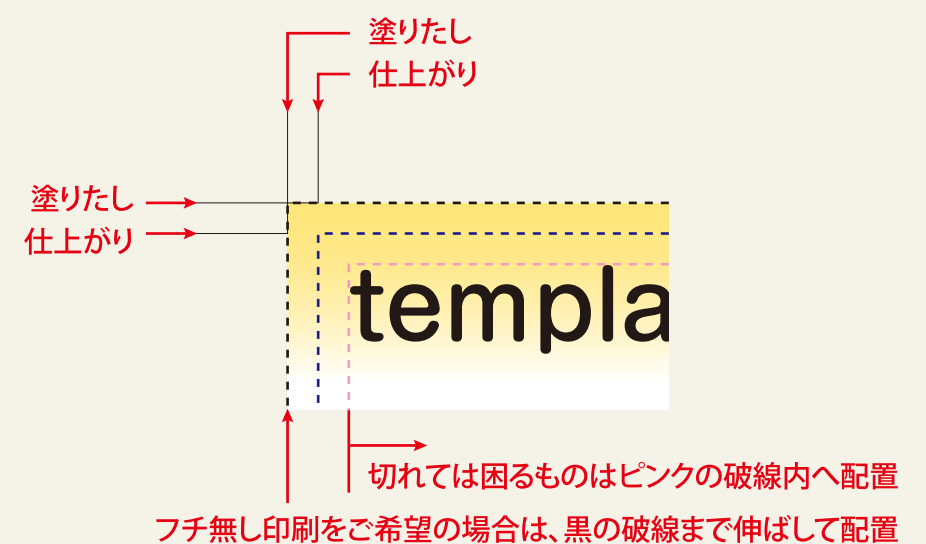 塗りたし
仕上がり
塗りたし
仕上がり
templa
切れては困るものはピンクの破線内へ配置
フチ無し印刷をご希望の場合は、黒の破線まで伸ばして配置